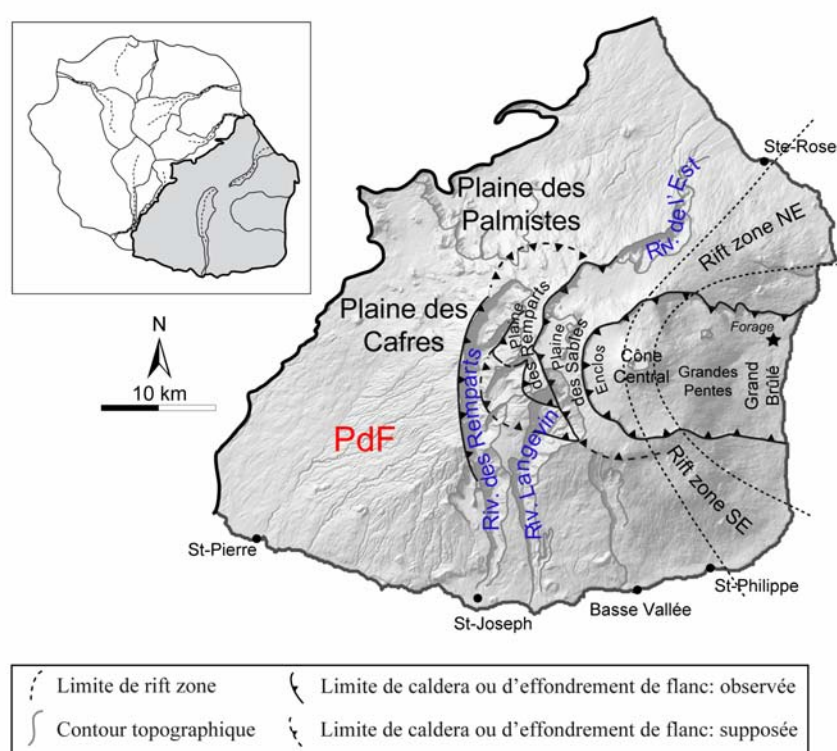 Ste-Rose
Plaine des
Palmistes
Riv. de l'Est
Rift zone NE
Plaine des
Cafres
Plaine
des Remparts
Plaine
des Sables
Enclos
Cône
Central
Forage
Grandes
Pentes
Grand
Brûlé
N
10 km
PdF
Riv. des Remparts
Riv. Langevin
Rift zone SE
St-Pierre
St-Joseph
Basse Vallée
St-Philippe
Limite de rift zone
Limite de caldera ou d'effondrement de flanc: observée
Contour topographique
Limite de caldera ou d'effondrement de flanc: supposée